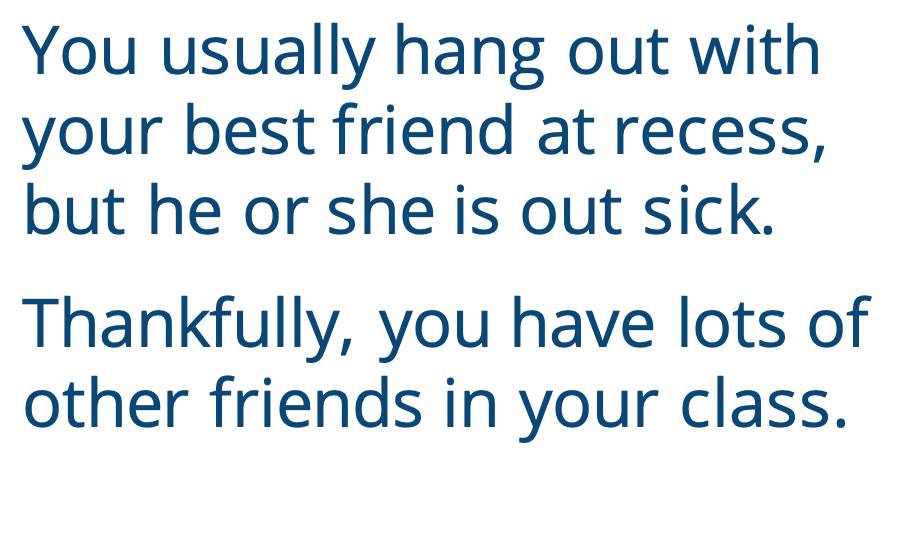 You usually hang out with
your best friend at recess,
but he or she is out sick.
Thankfully, you have lots of
other friends in your class.